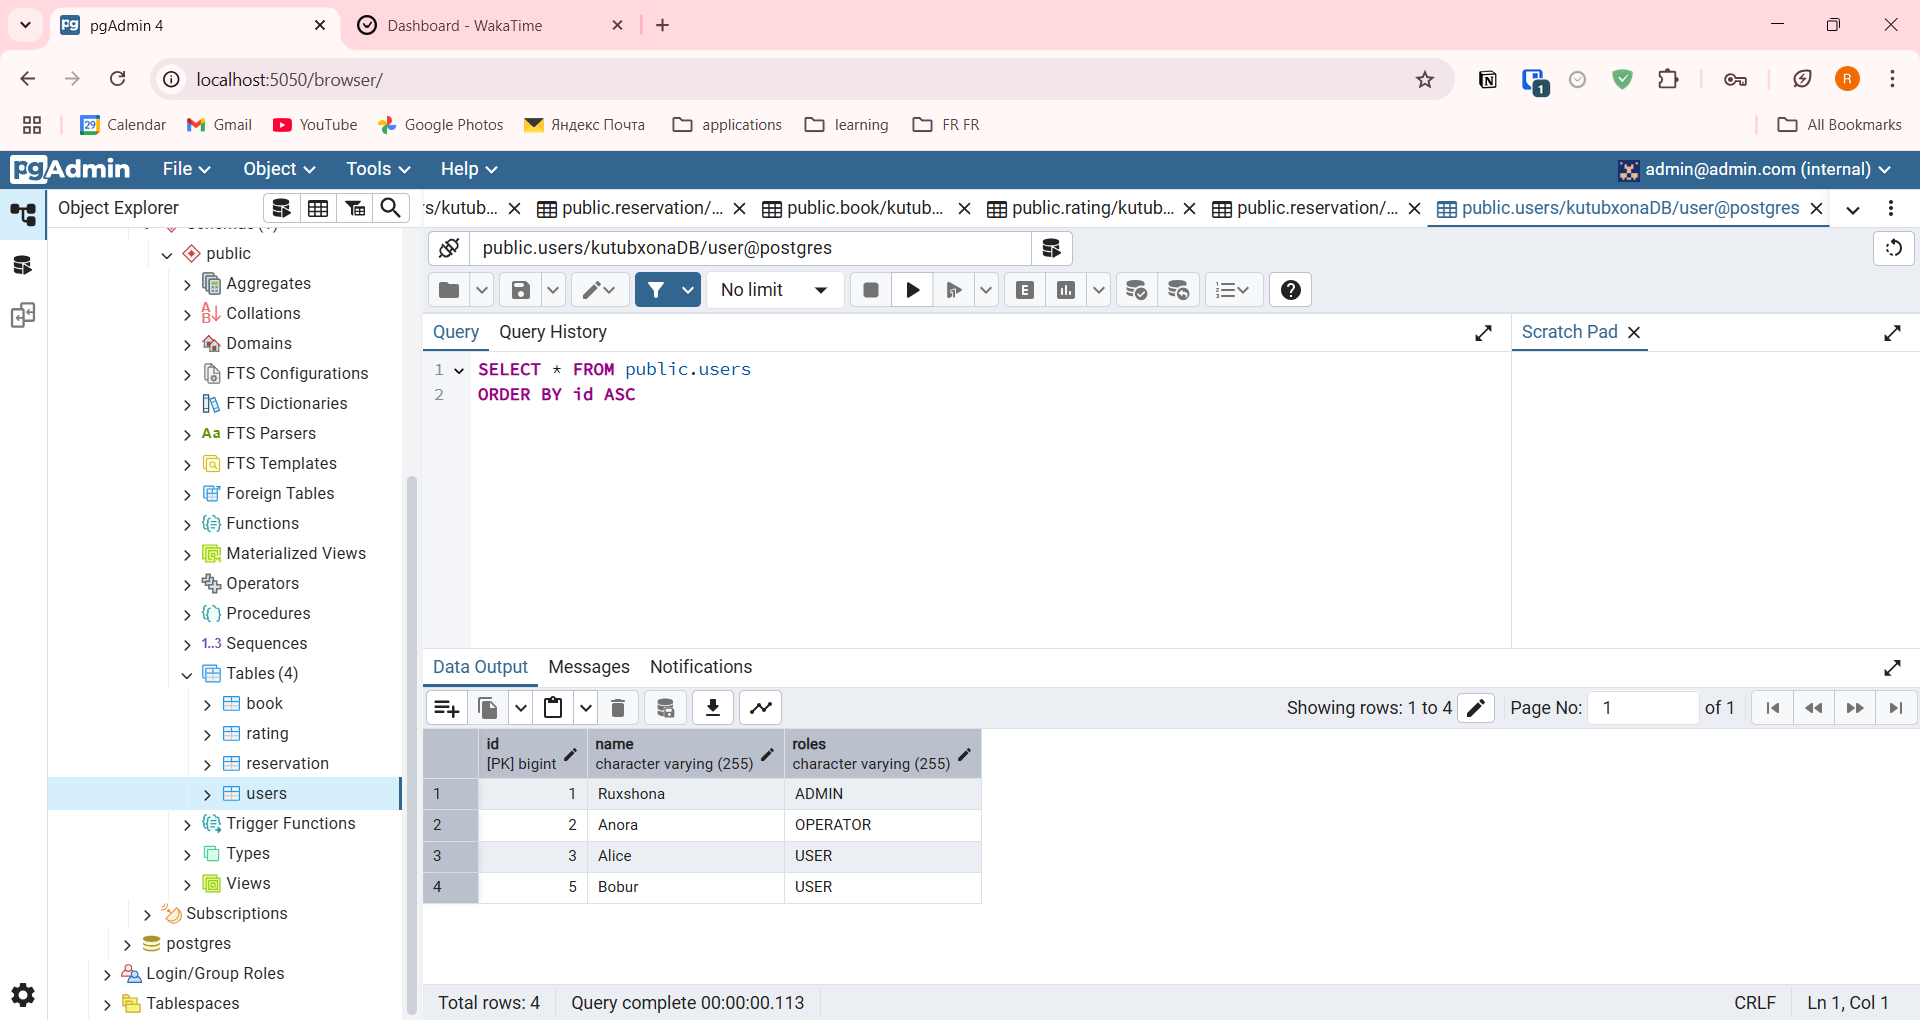 pgAdmin 4
Dashboard - WakaTime
localhost:5050/browser/
1
R
29 Calendar
Gmail
YouTube
Google Photos
Яндекс Почта
applications
learning
FR FR
All Bookmarks
pgAdmin
File
Object
Tools
Help
admin@admin.com (internal)
Object Explorer
s/kutub...
public.reservation/...
public.book/kutub...
public.rating/kutub...
public.reservation/...
public.users/kutubxonaDB/user@postgres
public.users/kutubxonaDB/user@postgres
No limit
E
Query
Query History
Scratch Pad
1 SELECT * FROM public.users
2 ORDER BY id ASC
public
Aggregates
Collations
Domains
FTS Configurations
FTS Dictionaries
Aa FTS Parsers
FTS Templates
Foreign Tables
Functions
Materialized Views
Operators
Procedures
1..3 Sequences
Tables (4)
book
rating
reservation
users
Trigger Functions
Types
Views
Subscriptions
postgres
Login/Group Roles
Tablespaces
Data Output
Messages
Notifications
Showing rows: 1 to 4
Page No: 1 of 1
id
[PK] bigint
name
character varying (255)
roles
character varying (255)
1 1 Ruxshona ADMIN
2 2 Anora OPERATOR
3 3 Alice USER
4 5 Bobur USER
Total rows: 4
Query complete 00:00:00.113
CRLF
Ln 1, Col 1